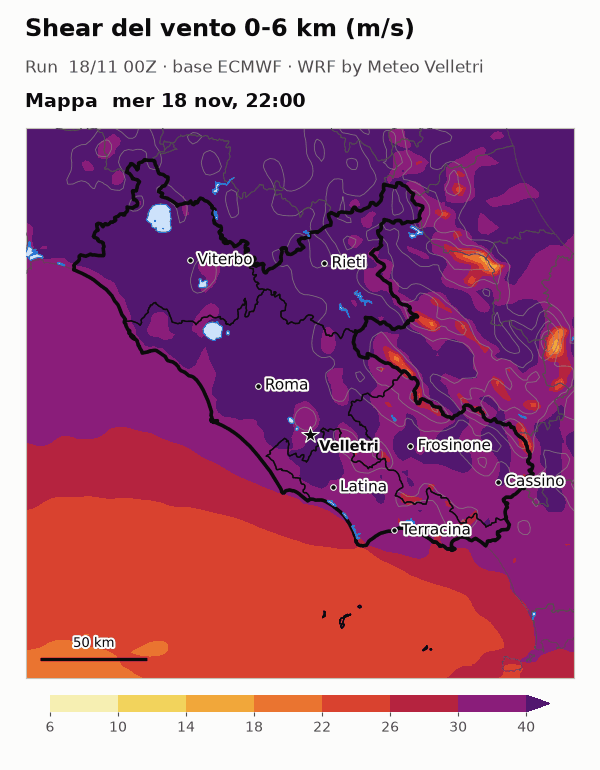 Shear del vento 0-6 km (m/s)
Run  18/11 00Z · base ECMWF · WRF by Meteo Velletri
Mappa  mer 18 nov, 22:00
Viterbo
Rieti
Roma
Velletri
Frosinone
Cassino
Latina
Terracina
50 km
6 10 14 18 22 26 30 40